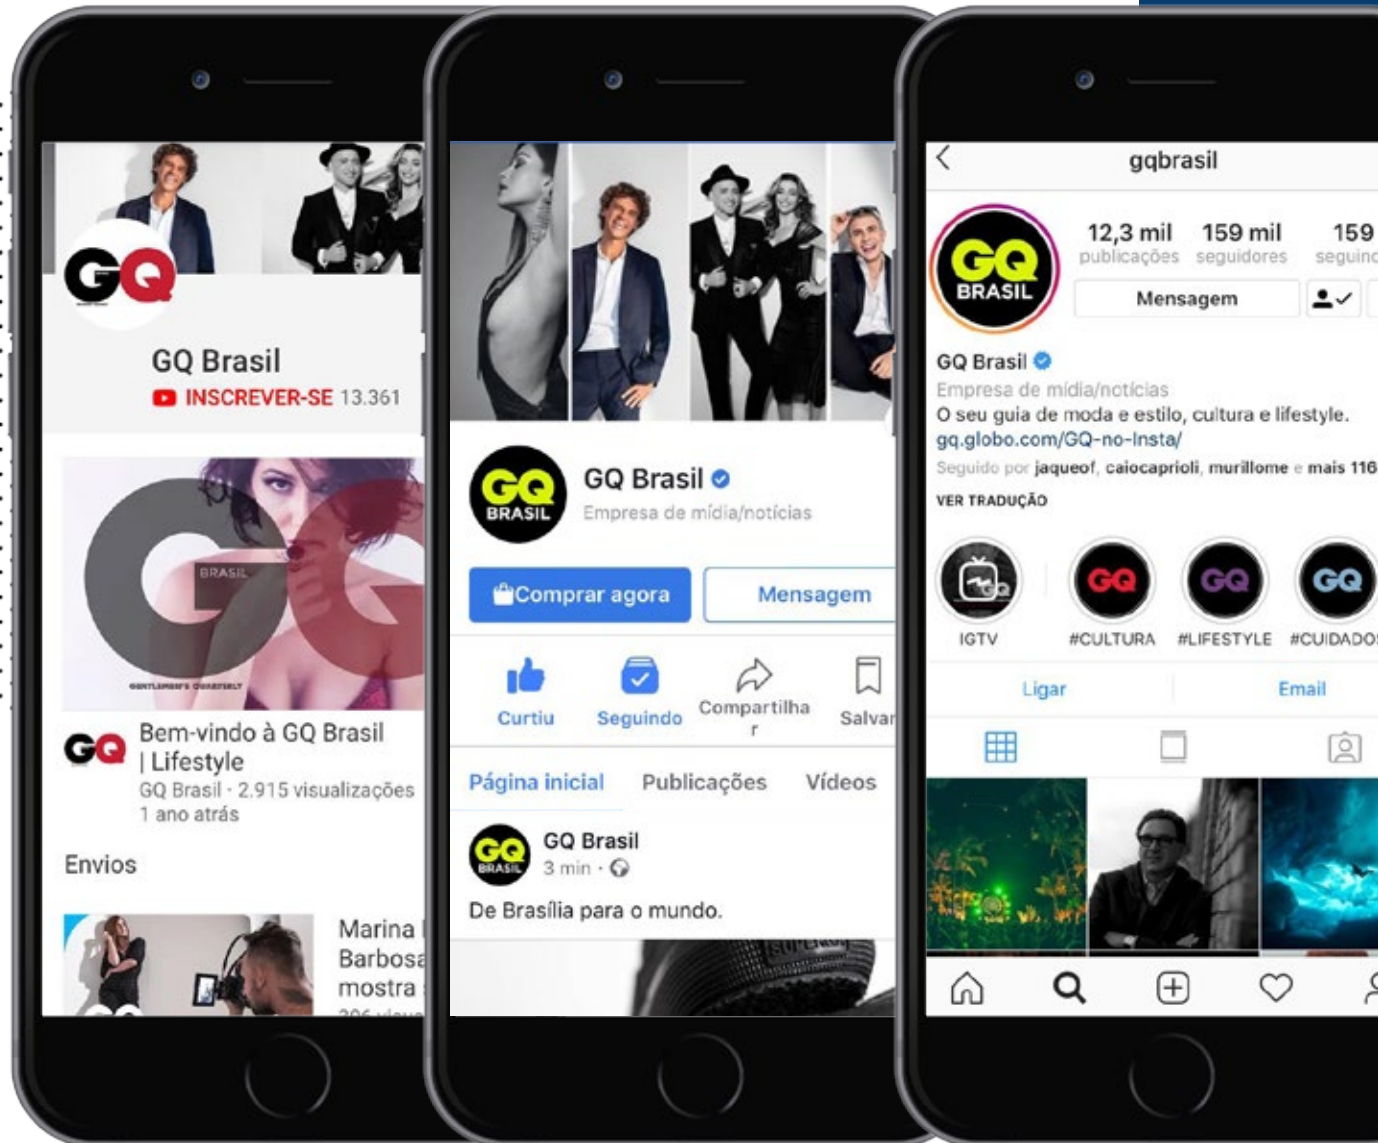 GQ
GQ Brasil
INSCREVER-SE 13.361
BRASIL
GENTLEMEN'S QUARTERLY
GQ
Bem-vindo à GQ Brasil
| Lifestyle
GQ Brasil · 2.915 visualizações
1 ano atrás
Envios
Marina
Barbosa
mostra
GQ
BRASIL
GQ Brasil
Empresa de mídia/notícias
Comprar agora
Mensagem
Curtiu
Seguindo
Compartilha
r
Salvar
Página inicial
Publicações
Vídeos
GQ
BRASIL
GQ Brasil
3 min ·
De Brasília para o mundo.
gqbrasil
GQ
BRASIL
12,3 mil 159 mil 159
publicações seguidores
Mensagem
GQ Brasil
Empresa de mídia/notícias
O seu guia de moda e estilo, cultura e lifestyle.
gq.globo.com/GQ-no-Insta/
Seguido por jaqueof, caiocaprioli, murillome e mais 116
VER TRADUÇÃO
GQ GQ GQ
IGTV #CULTURA #LIFESTYLE #CUIDADOS
Ligar Email